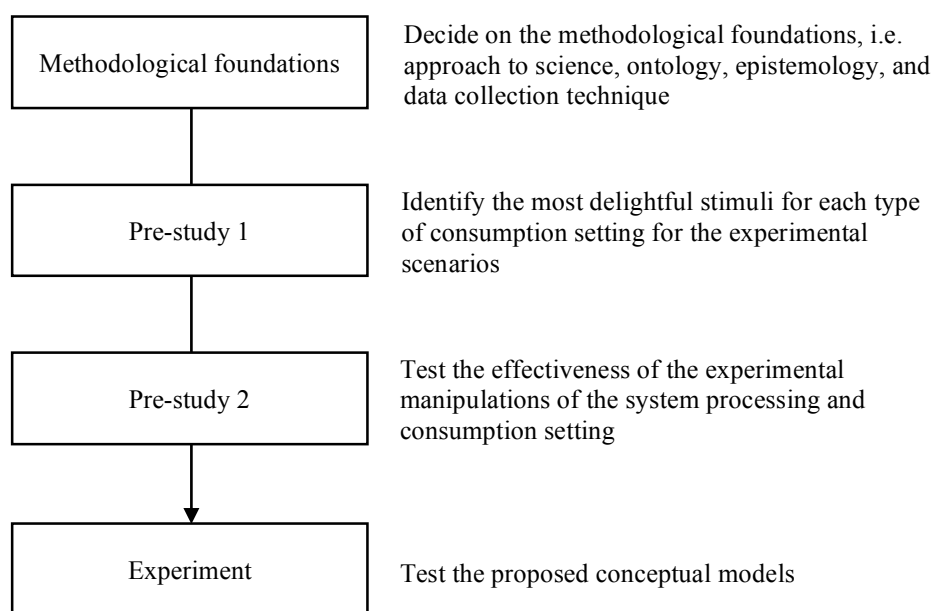 Methodological foundations
Decide on the methodological foundations, i.e.
approach to science, ontology, epistemology, and
data collection technique
Pre-study 1
Identify the most delightful stimuli for each type
of consumption setting for the experimental
scenarios
Pre-study 2
Test the effectiveness of the experimental
manipulations of the system processing and
consumption setting
Experiment
Test the proposed conceptual models